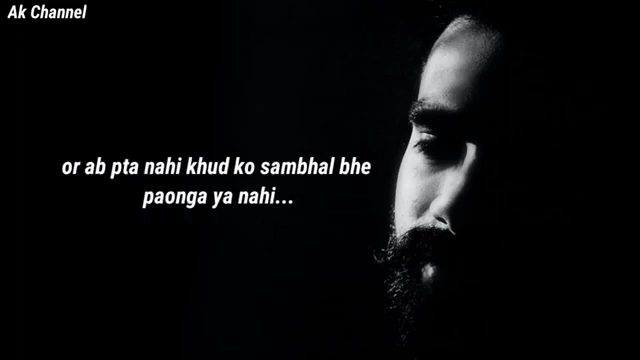 Ak Channel
or ab pta nahi khud ko sambhal bhe
paonga ya nahi...